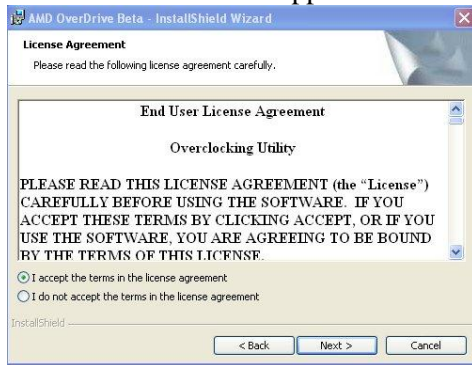 AMD OverDrive Beta - InstallShield Wizard
License Agreement
Please read the following license agreement carefully.
End User License Agreement
Overclocking Utility
PLEASE READ THIS LICENSE AGREEMENT (the “License”)
CAREFULLY BEFORE USING THE SOFTWARE. IF YOU
ACCEPT THESE TERMS BY CLICKING ACCEPT, OR IF YOU
USE THE SOFTWARE, YOU ARE AGREEING TO BE BOUND
BY THE TERMS OF THIS LICENSE.
I accept the terms in the license agreement
I do not accept the terms in the license agreement
InstallShield
< Back Next > Cancel